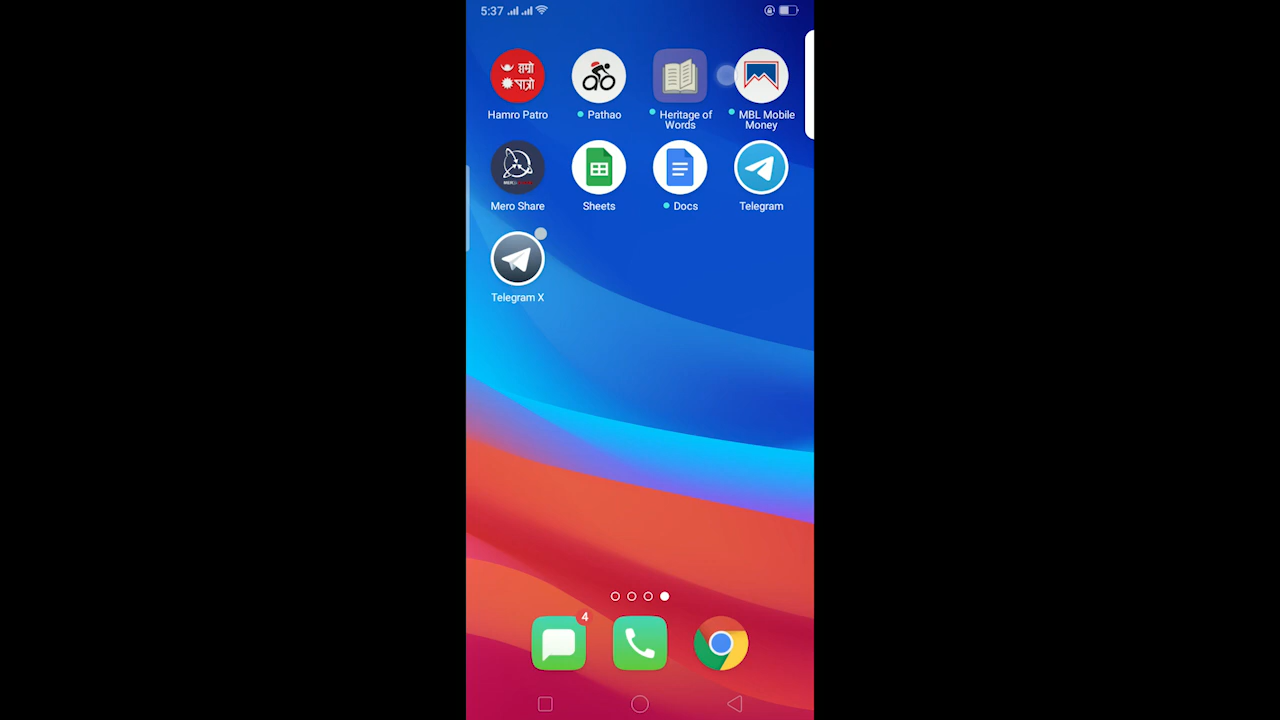 5:37
हाम्रो
पात्रो
Hamro Patro
Pathao
Heritage of
Words
MBL Mobile
Money
Mero Share
Sheets
Docs
Telegram
Telegram X
4